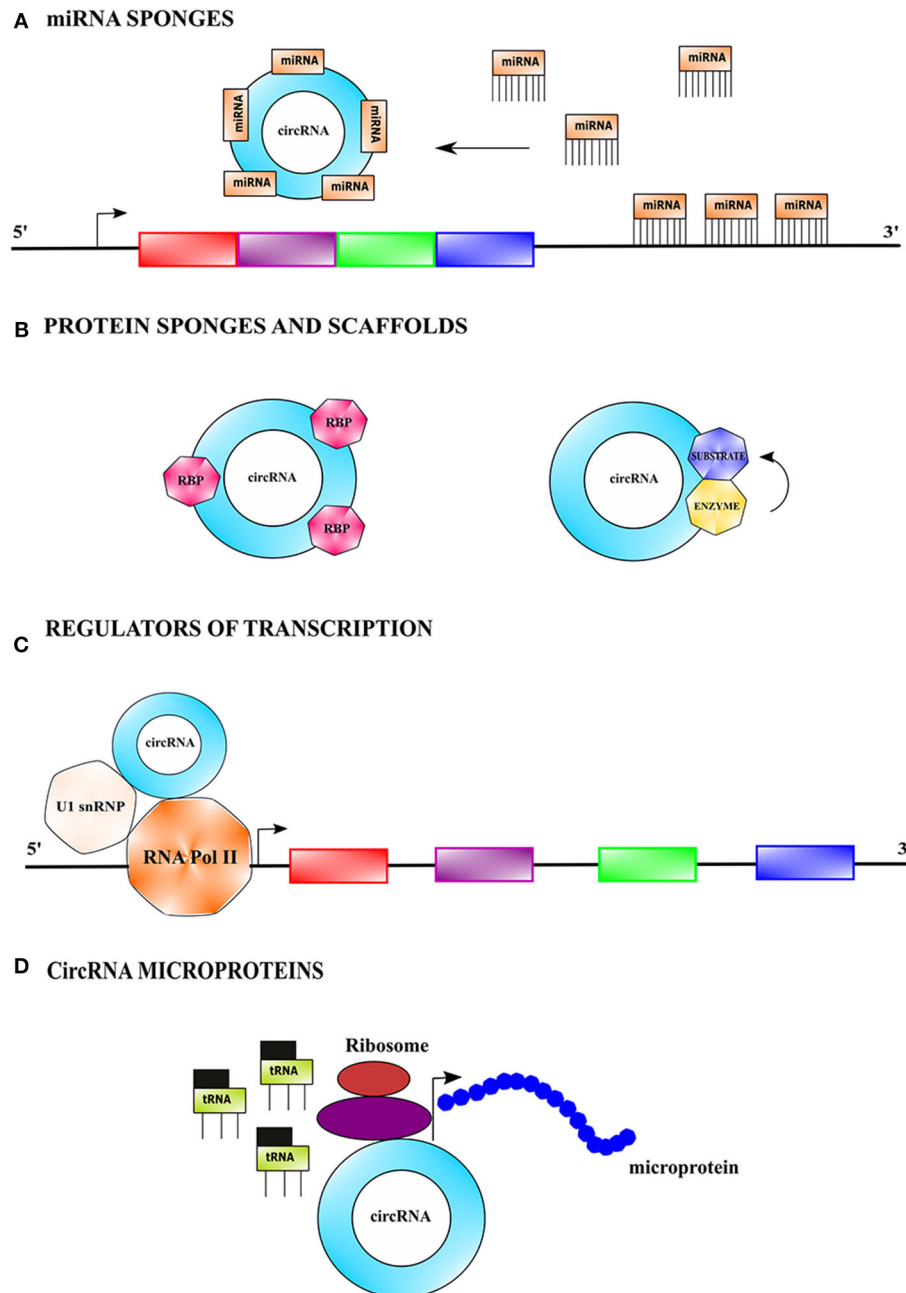 A miRNA SPONGES
miRNA
miRNA
miRNA
miRNA
miRNA
circRNA
miRNA
miRNA
miRNA
miRNA
miRNA
miRNA
5'
3'
B PROTEIN SPONGES AND SCAFFOLDS
RBP
RBP
circRNA
RBP
SUBSTRATE
circRNA
ENZYME
C REGULATORS OF TRANSCRIPTION
circRNA
U1 snRNP
5'
RNA Pol II
3'
D CircRNA MICROPROTEINS
Ribosome
tRNA
tRNA
tRNA
microprotein
circRNA